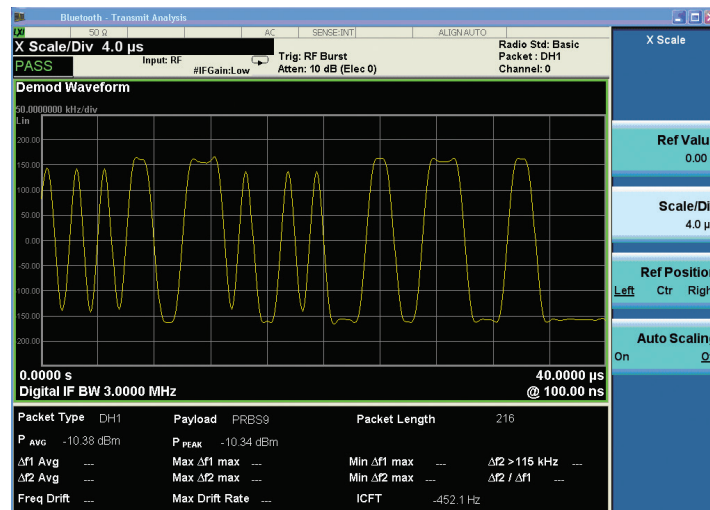 Bluetooth - Transmit Analysis
LXI 50 Ω AC SENSE:INT ALIGN AUTO
X Scale/Div 4.0 µs
Radio Std: Basic
Input: RF
Trig: RF Burst
Packet : DH1
PASS
#IFGain:Low
Atten: 10 dB (Elec 0)
Channel: 0
Demod Waveform
50.0000000 kHz/div
Lin
200.00
150.00
100.00
50.00
0.00
50.00
100.00
150.00
200.00
0.0000 s
40.0000 µs
Digital IF BW 3.0000 MHz
@ 100.00 ns
Packet Type DH1 Payload PRBS9 Packet Length 216
P AVG -10.38 dBm P PEAK -10.34 dBm
Δf1 Avg --- Max Δf1 max --- Min Δf1 max --- Δf2 >115 kHz ---
Δf2 Avg --- Max Δf2 max --- Min Δf2 max --- Δf2 / Δf1 ---
Freq Drift --- Max Drift Rate --- ICFT -452.1 Hz
X Scale
Ref Valu
0.00
Scale/Di
4.0 µ
Ref Position
Left Ctr Righ
Auto Scaling
On O